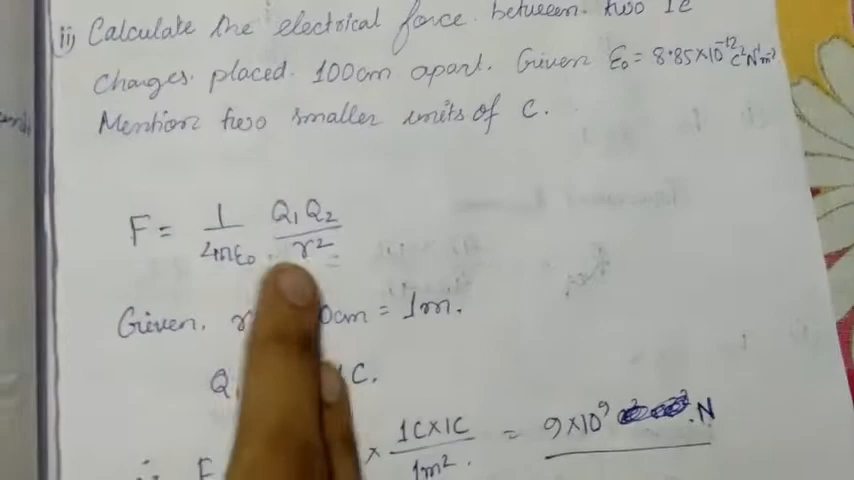 ii) Calculate the electrical force between two 1C
charges placed 100cm apart. Given ε₀ = 8.85×10⁻¹² C²N⁻¹m⁻²
Mention two smaller units of C.
F = 1/4πε₀ · Q₁Q₂/r²
Given. r 0cm = 1m.
Q₁ 1C.
∴ F × 1C×1C/1m² = 9×10⁹ N